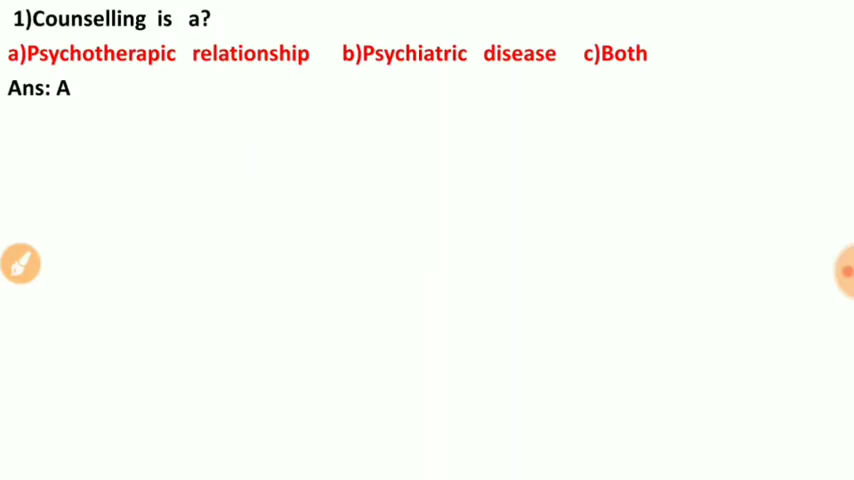 1)Counselling is a?
a)Psychotherapic relationship b)Psychiatric disease c)Both
Ans: A